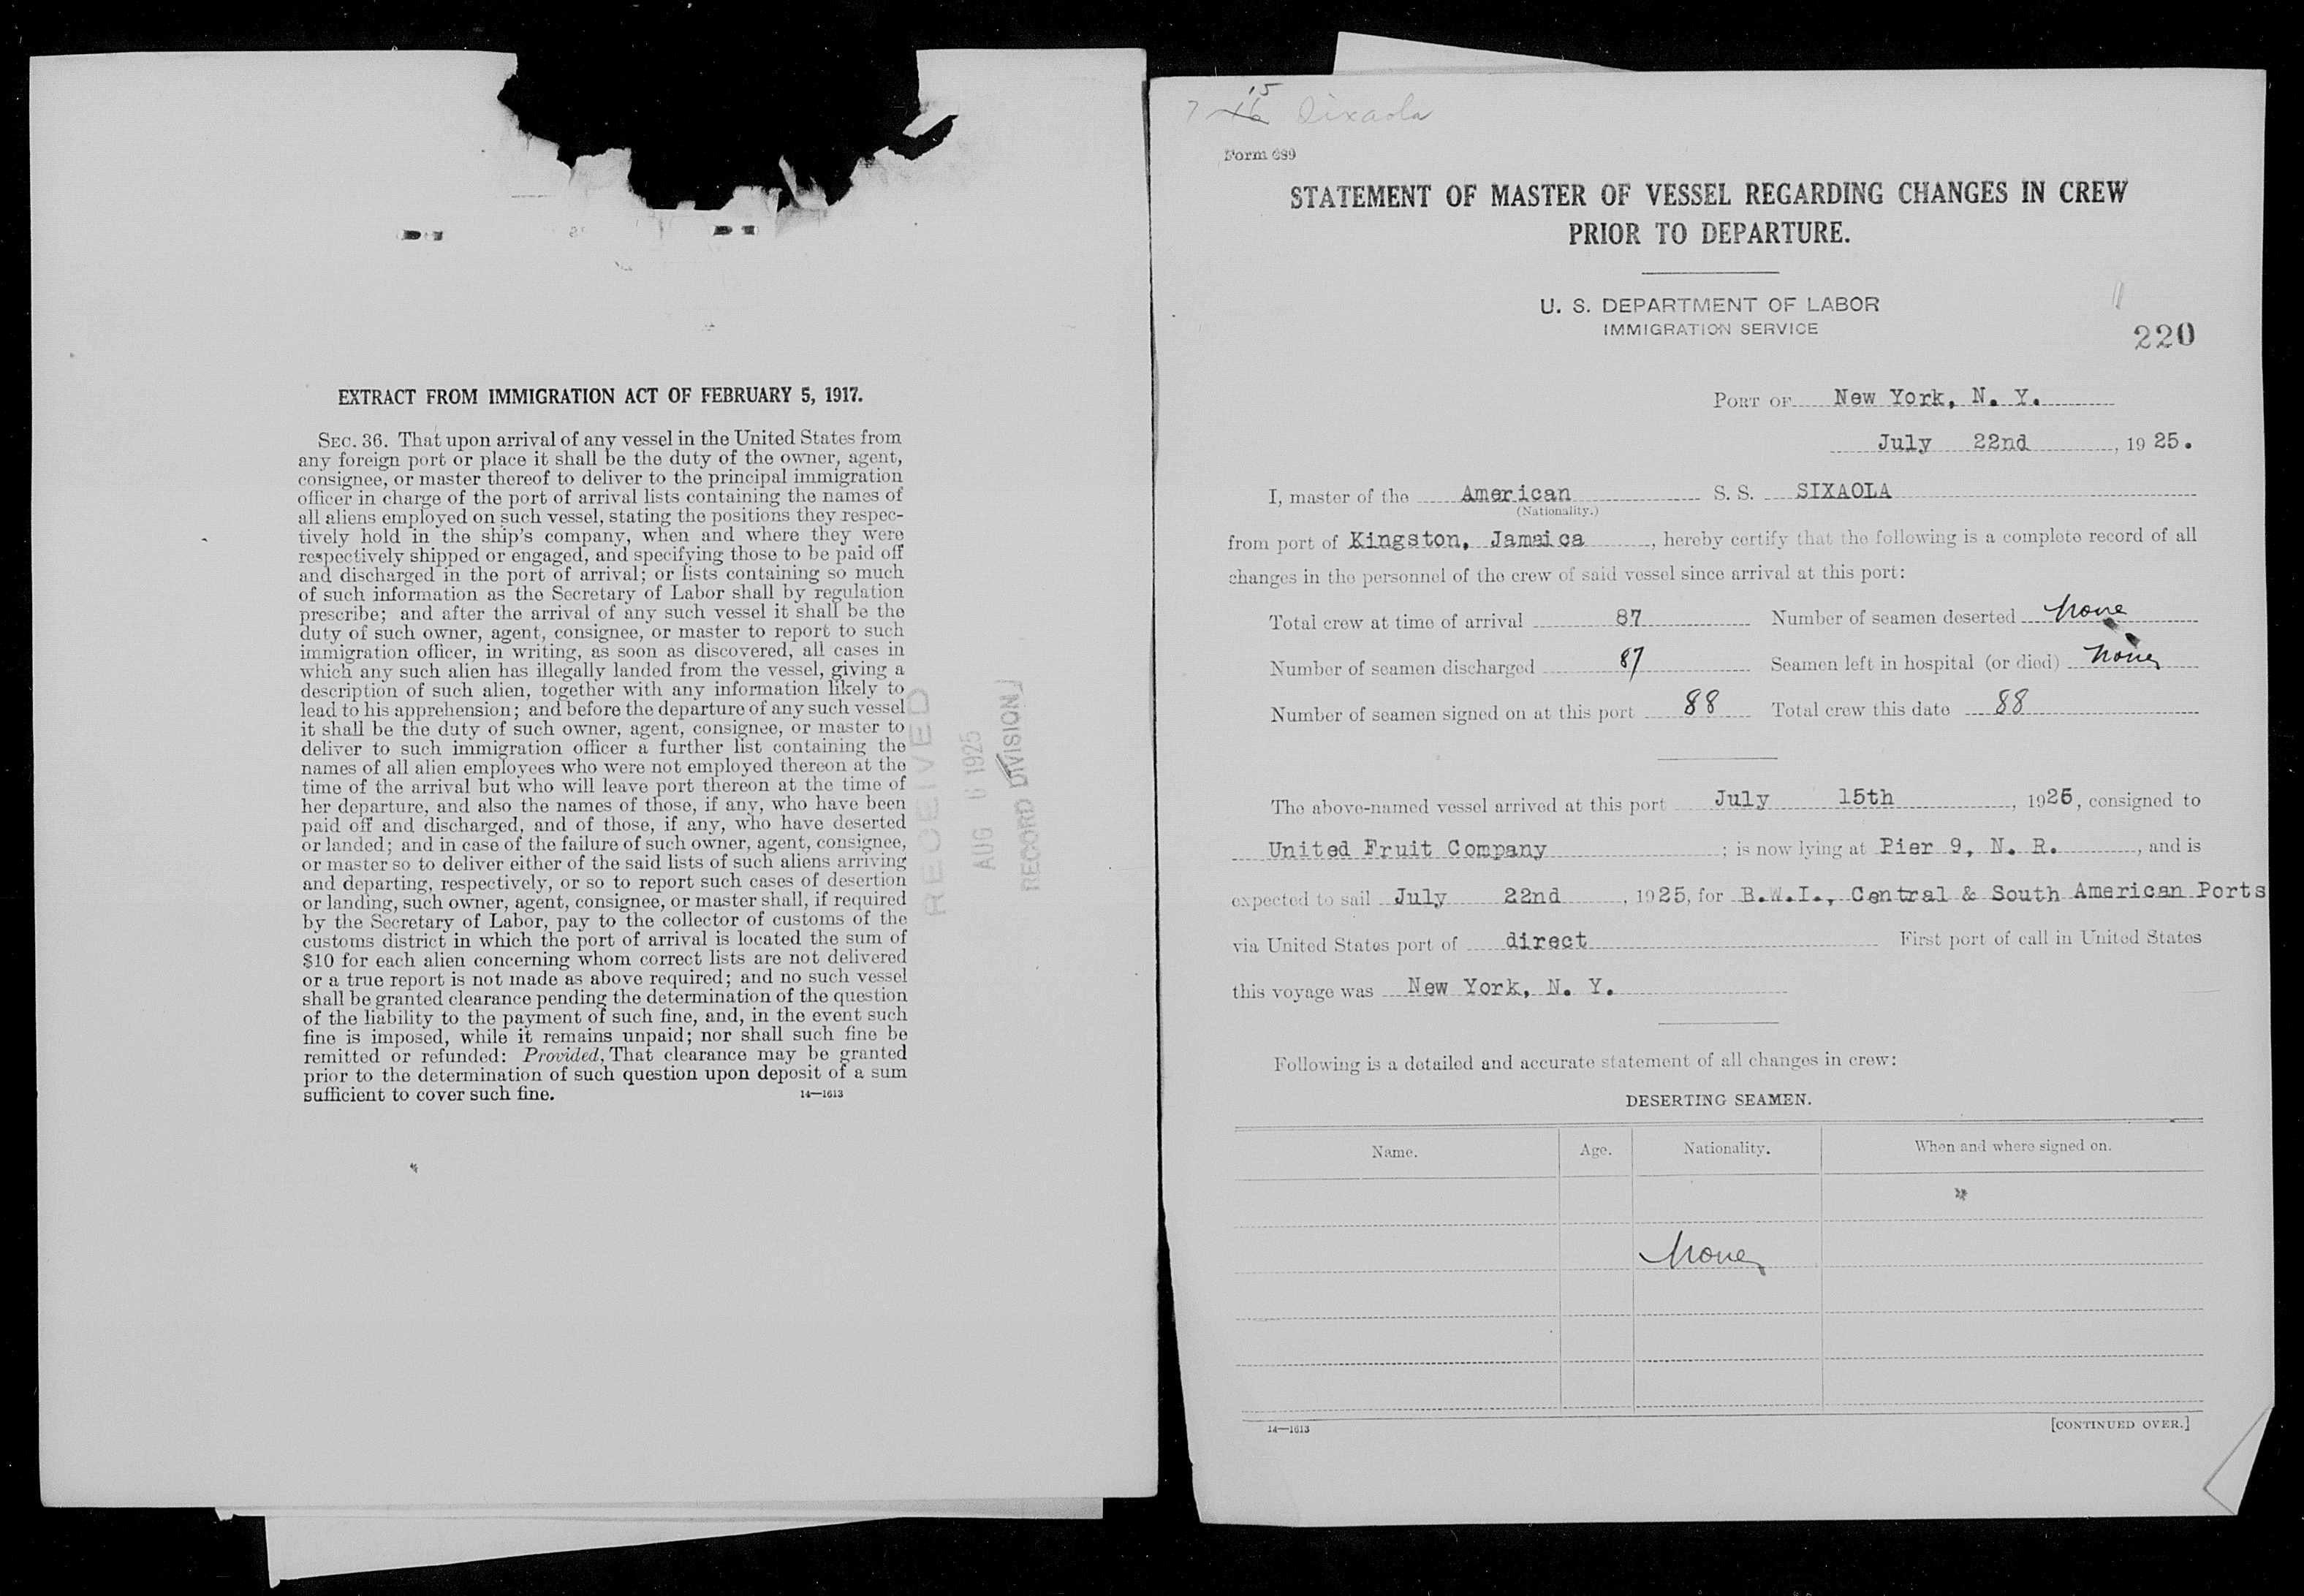 EXTRACT FROM IMMIGRATION ACT OF FEBRUARY 5, 1917.
SEC. 36. That upon arrival of any vessel in the United States from
any foreign port or place it shall be the duty of the owner, agent,
consignee, or master thereof to deliver to the principal immigration
officer in charge of the port of arrival lists containing the names of
all aliens employed on such vessel, stating the positions they respec-
tively hold in the ship's company, when and where they were
respectively shipped or engaged, and specifying those to be paid off
and discharged in the port of arrival; or lists containing so much
of such information as the Secretary of Labor shall by regulation
prescribe; and after the arrival of any such vessel it shall be the
duty of such owner, agent, consignee, or master to report to such
immigration officer, in writing, as soon as discovered, all cases in
which any such alien has illegally landed from the vessel, giving a
description of such alien, together with any information likely to
lead to his apprehension; and before the departure of any such vessel
it shall be the duty of such owner, agent, consignee, or master to
deliver to such immigration officer a further list containing the
names of all alien employees who were not employed thereon at the
time of the arrival but who will leave port thereon at the time of
her departure, and also the names of those, if any, who have been
paid off and discharged, and of those, if any, who have deserted
or landed; and in case of the failure of such owner, agent, consignee,
or master so to deliver either of the said lists of such aliens arriving
and departing, respectively, or so to report such cases of desertion
or landing, such owner, agent, consignee, or master shall, if required
by the Secretary of Labor, pay to the collector of customs of the
customs district in which the port of arrival is located the sum of
$10 for each alien concerning whom correct lists are not delivered
or a true report is not made as above required; and no such vessel
shall be granted clearance pending the determination of the question
of the liability to the payment of such fine, and, in the event such
fine is imposed, while it remains unpaid; nor shall such fine be
remitted or refunded: Provided, That clearance may be granted
prior to the determination of such question upon deposit of a sum
sufficient to cover such fine. 14—1613
RECEIVED
AUG 6 1925
RECORD DIVISION
7 - 16 15 Sixaola
Form 689
STATEMENT OF MASTER OF VESSEL REGARDING CHANGES IN CREW
PRIOR TO DEPARTURE.
U. S. DEPARTMENT OF LABOR
IMMIGRATION SERVICE
220
PORT OF New York, N. Y.
July 22nd, 1925.
I, master of the American S. S. SIXAOLA
(Nationality.)
from port of Kingston, Jamaica, hereby certify that the following is a complete record of all
changes in the personnel of the crew of said vessel since arrival at this port:
Total crew at time of arrival 87 Number of seamen deserted None
Number of seamen discharged 87 Seamen left in hospital (or died) None
Number of seamen signed on at this port 88 Total crew this date 88
The above-named vessel arrived at this port July 15th, 1925, consigned to
United Fruit Company; is now lying at Pier 9, N. R., and is
expected to sail July 22nd, 1925, for B.W.I., Central & South American Ports
via United States port of direct First port of call in United States
this voyage was New York, N. Y.
Following is a detailed and accurate statement of all changes in crew:
DESERTING SEAMEN.
Name. Age. Nationality. When and where signed on.
None
14—1613 [CONTINUED OVER.]